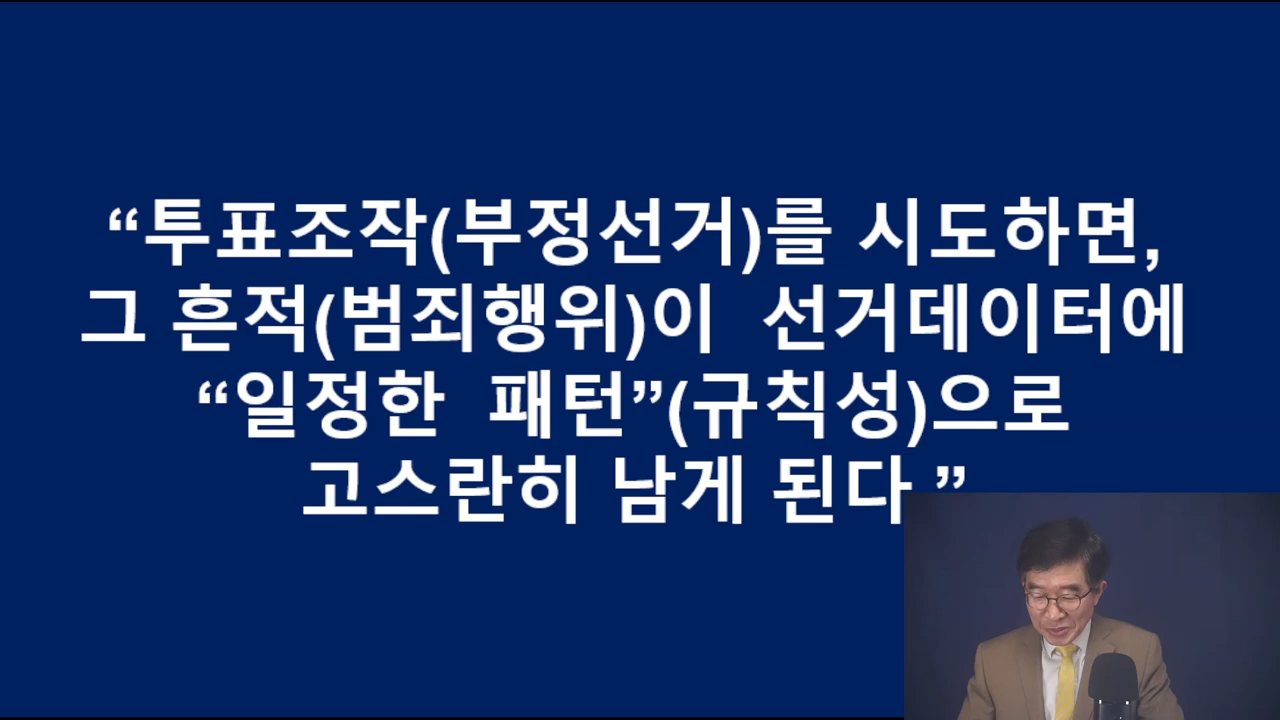 “투표조작(부정선거)를 시도하면,
그 흔적(범죄행위)이 선거데이터에
“일정한 패턴”(규칙성)으로
고스란히 남게 된다.”